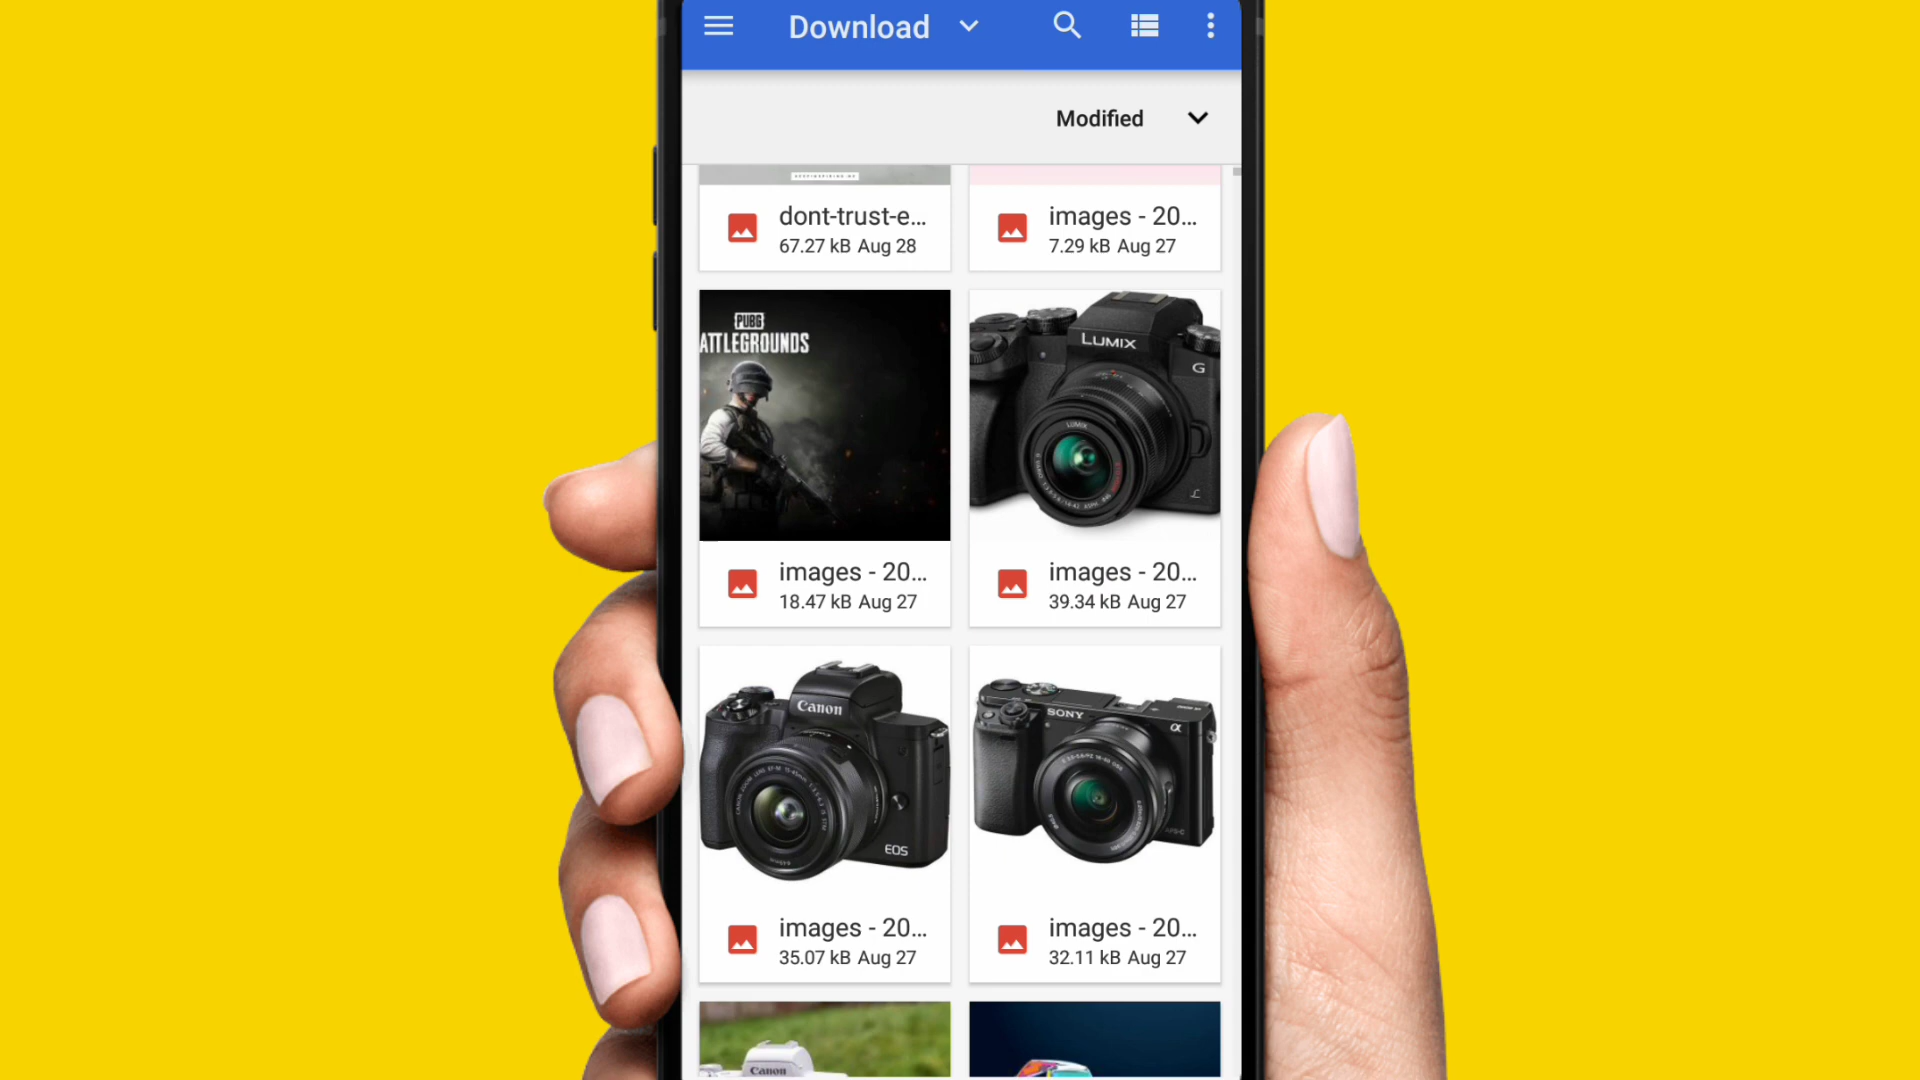 Download
Modified
dont-trust-e...
67.27 kB Aug 28
images - 20...
7.29 kB Aug 27
PUBG
ATTLEGROUNDS
images - 20...
18.47 kB Aug 27
LUMIX
G
LUMIX
images - 20...
39.34 kB Aug 27
Canon
EOS
images - 20...
35.07 kB Aug 27
SONY
α
images - 20...
32.11 kB Aug 27
Canon